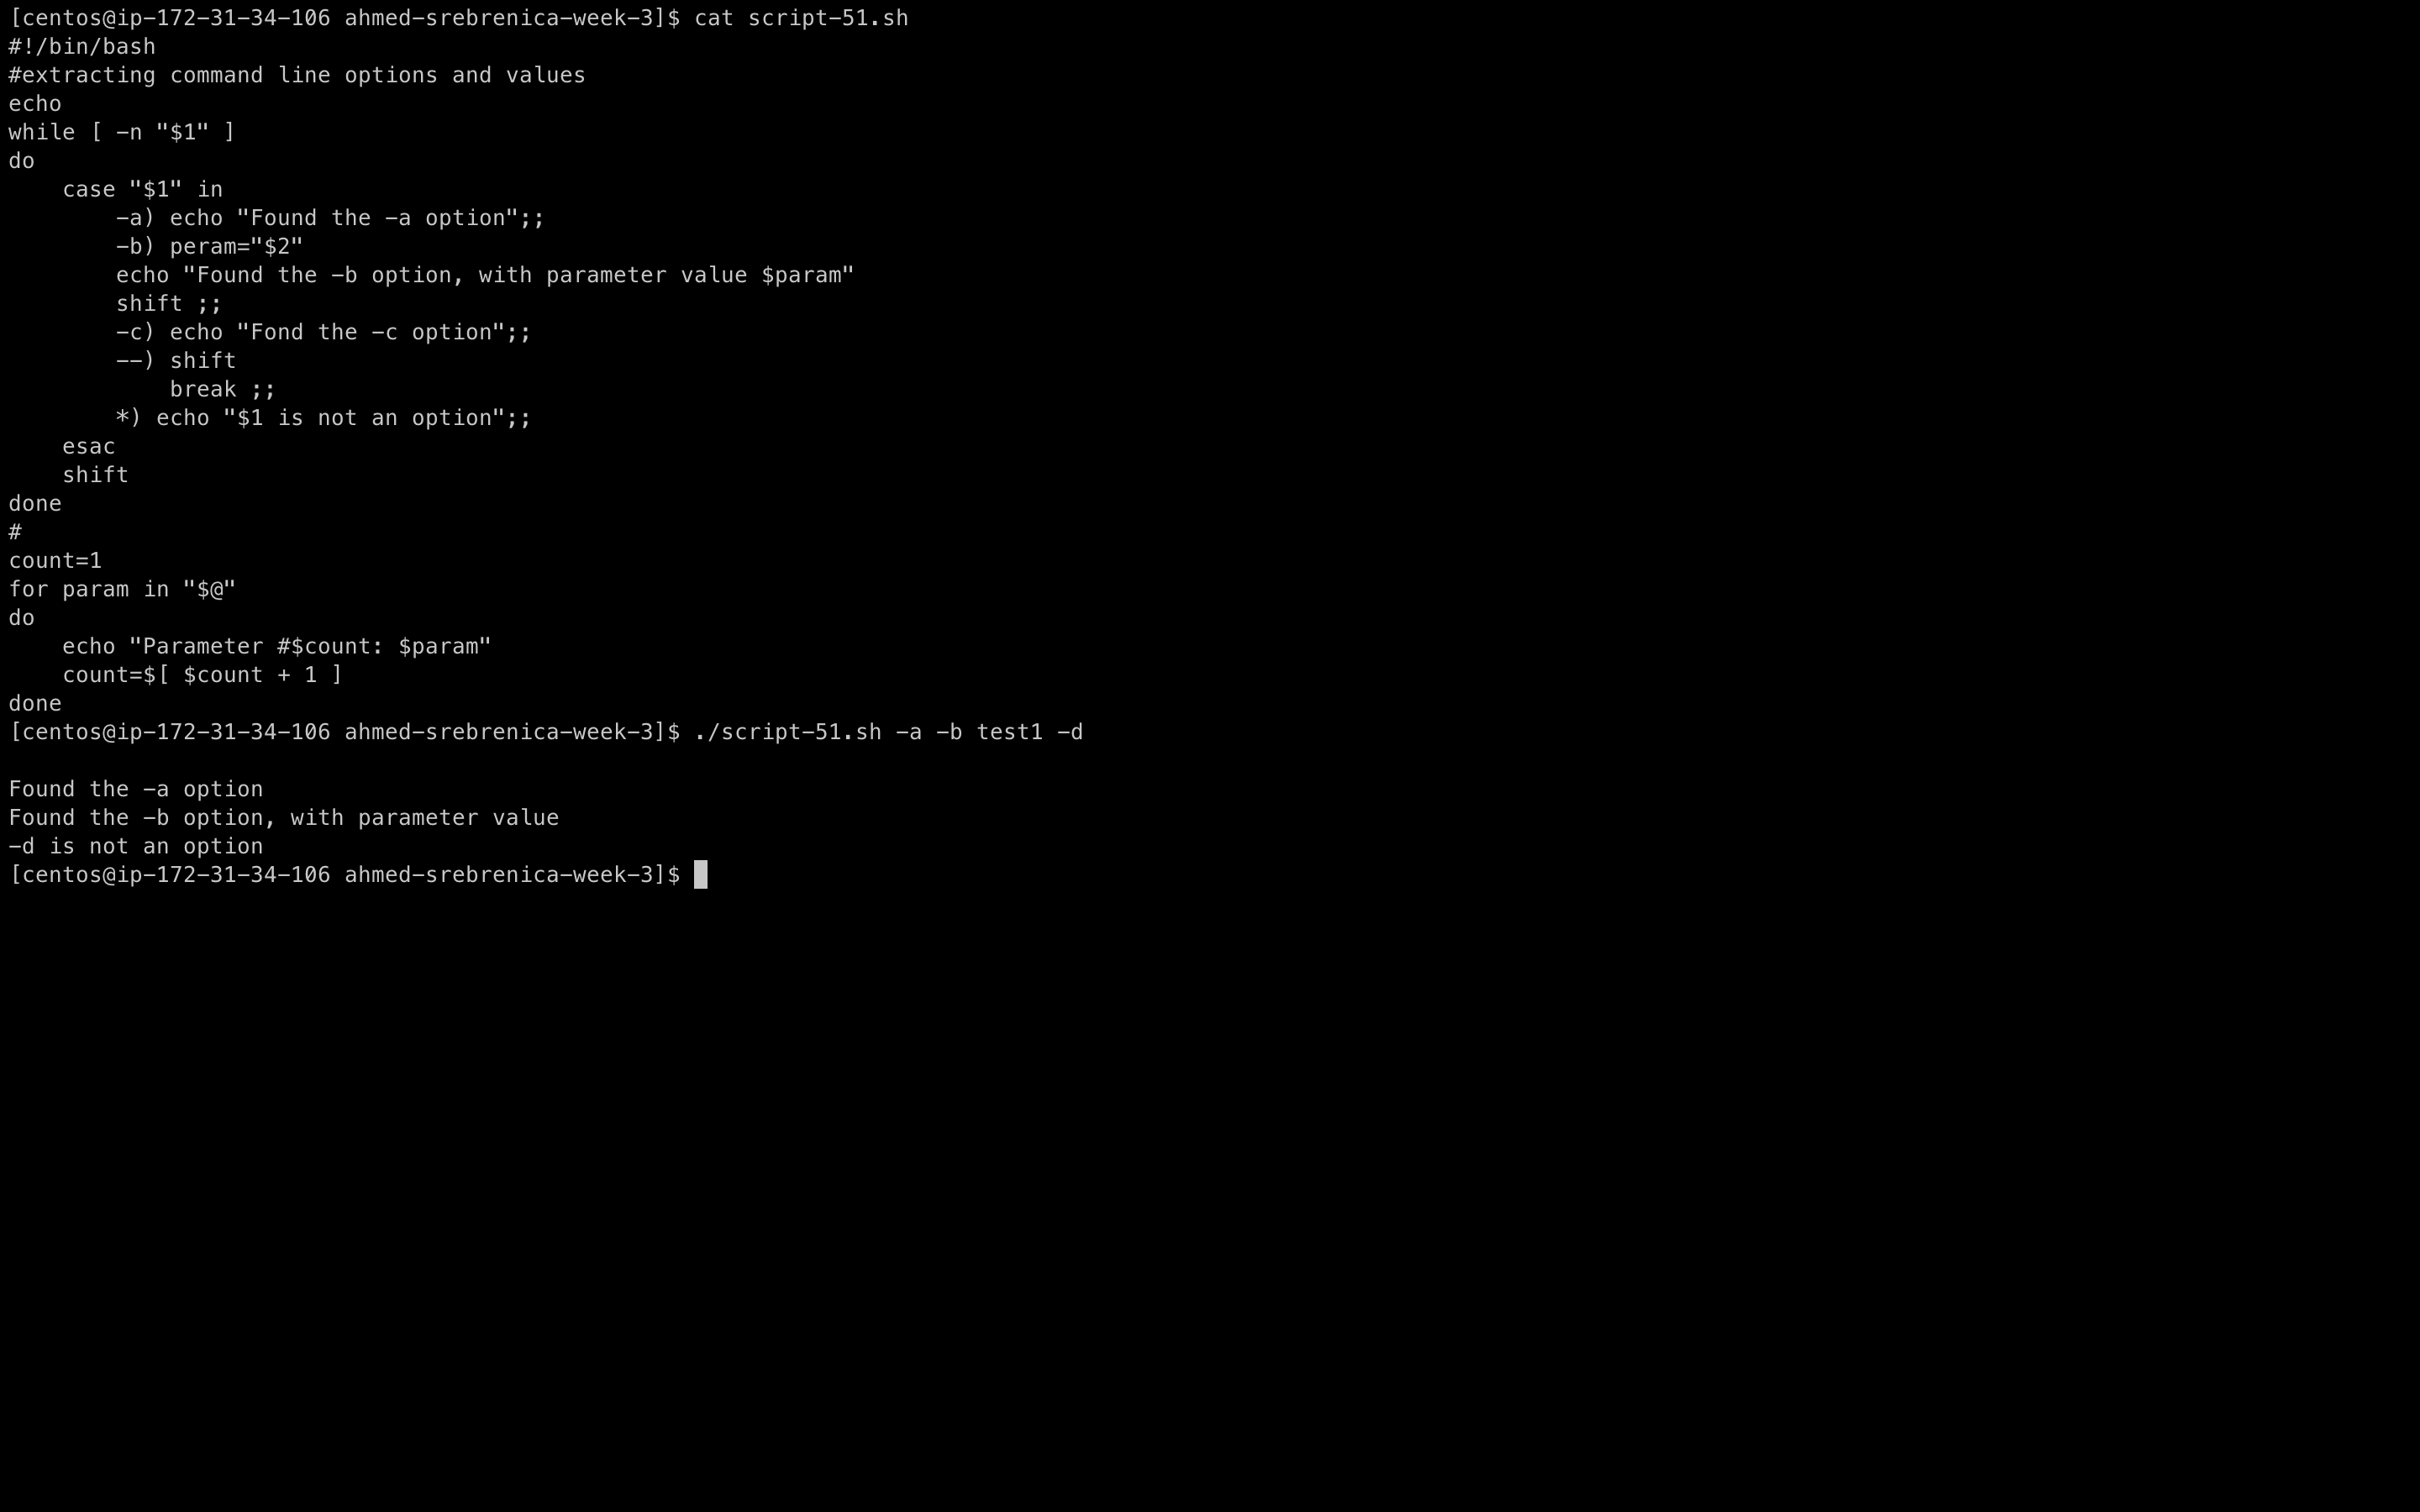 [centos@ip-172-31-34-106 ahmed-srebrenica-week-3]$ cat script-51.sh
#!/bin/bash
#extracting command line options and values
echo
while [ -n "$1" ]
do
    case "$1" in
        -a) echo "Found the -a option";;
        -b) peram="$2"
        echo "Found the -b option, with parameter value $param"
        shift ;;
        -c) echo "Fond the -c option";;
        --) shift
            break ;;
        *) echo "$1 is not an option";;
    esac
    shift
done
#
count=1
for param in "$@"
do
    echo "Parameter #$count: $param"
    count=$[ $count + 1 ]
done
[centos@ip-172-31-34-106 ahmed-srebrenica-week-3]$ ./script-51.sh -a -b test1 -d

Found the -a option
Found the -b option, with parameter value
-d is not an option
[centos@ip-172-31-34-106 ahmed-srebrenica-week-3]$